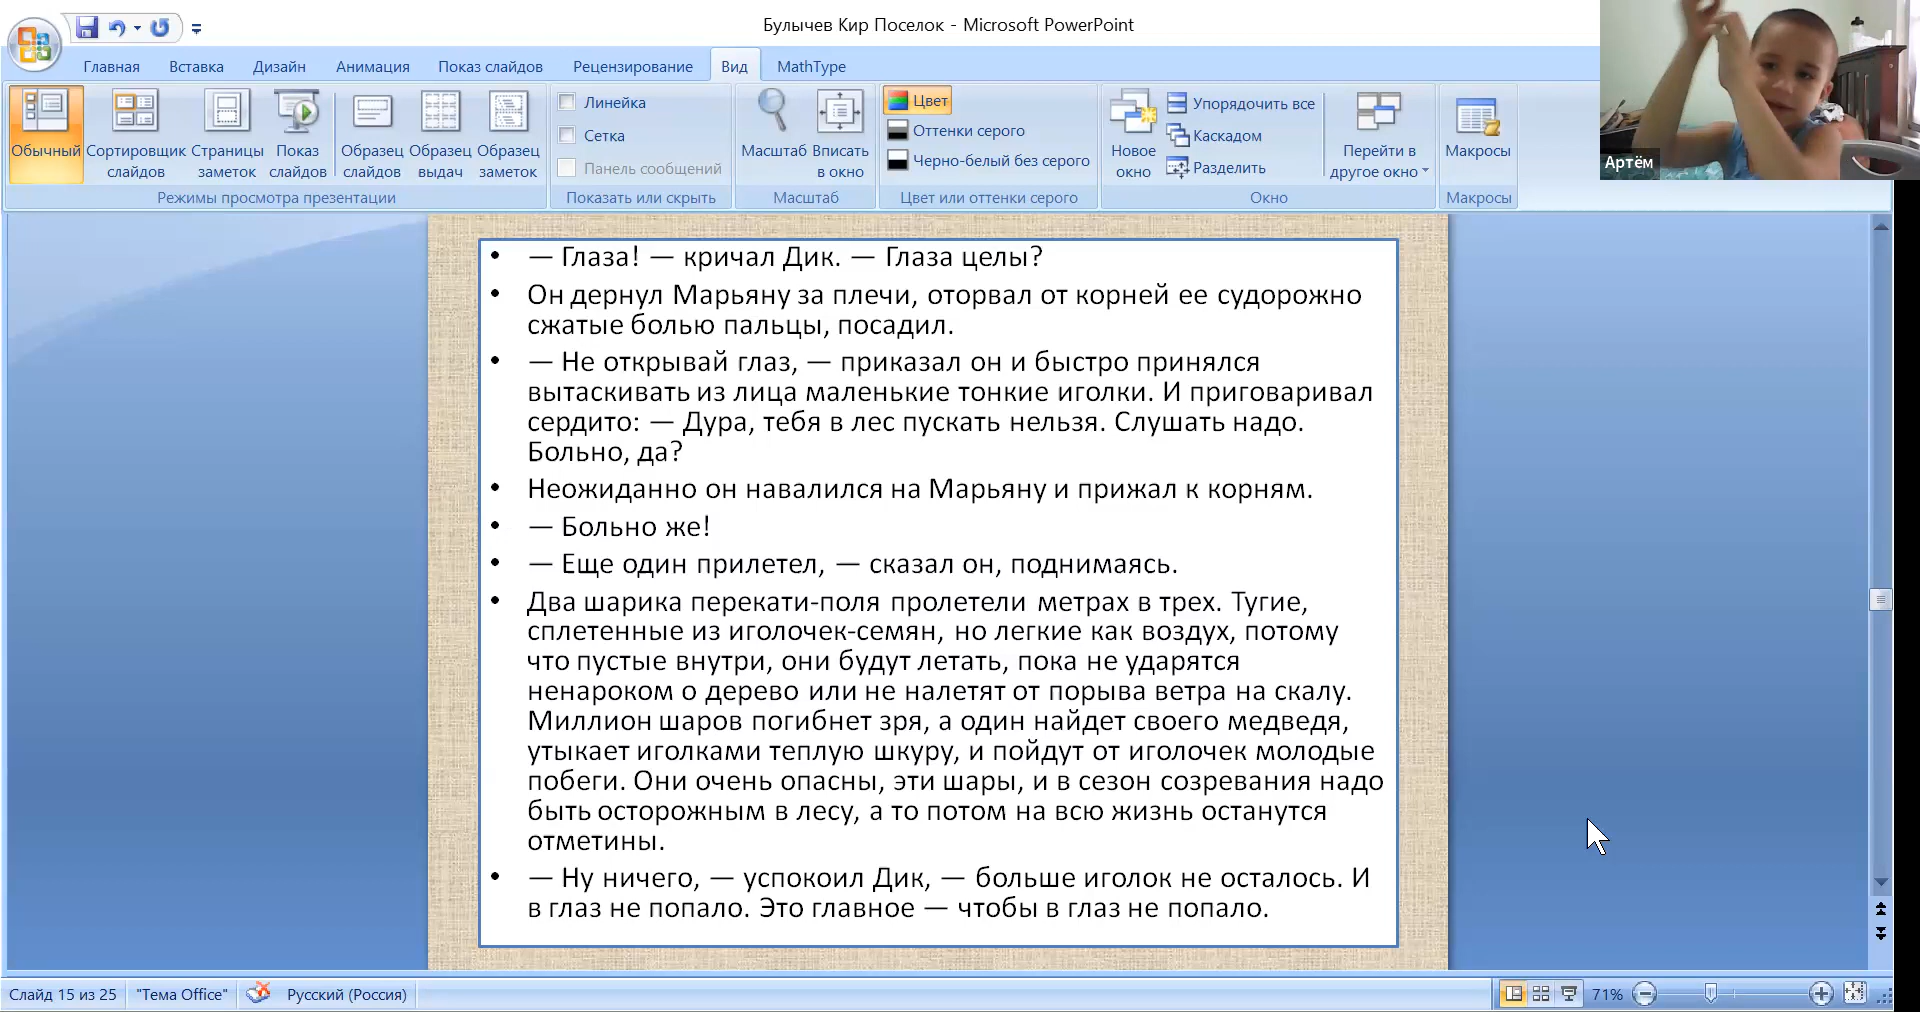 Булычев Кир Поселок - Microsoft PowerPoint
Главная Вставка Дизайн Анимация Показ слайдов Рецензирование Вид MathType
Обычный
Сортировщик слайдов
Страницы заметок
Показ слайдов
Образец слайдов
Образец выдач
Образец заметок
Режимы просмотра презентации
Линейка
Сетка
Панель сообщений
Показать или скрыть
Масштаб
Вписать в окно
Масштаб
Цвет
Оттенки серого
Черно-белый без серого
Цвет или оттенки серого
Новое окно
Упорядочить все
Каскадом
Разделить
Перейти в другое окно
Окно
Макросы
Макросы
Артём
• — Глаза! — кричал Дик. — Глаза целы?
• Он дернул Марьяну за плечи, оторвал от корней ее судорожно
сжатые болью пальцы, посадил.
• — Не открывай глаз, — приказал он и быстро принялся
вытаскивать из лица маленькие тонкие иголки. И приговаривал
сердито: — Дура, тебя в лес пускать нельзя. Слушать надо.
Больно, да?
• Неожиданно он навалился на Марьяну и прижал к корням.
• — Больно же!
• — Еще один прилетел, — сказал он, поднимаясь.
• Два шарика перекати-поля пролетели метрах в трех. Тугие,
сплетенные из иголочек-семян, но легкие как воздух, потому
что пустые внутри, они будут летать, пока не ударятся
ненароком о дерево или не налетят от порыва ветра на скалу.
Миллион шаров погибнет зря, а один найдет своего медведя,
утыкает иголками теплую шкуру, и пойдут от иголочек молодые
побеги. Они очень опасны, эти шары, и в сезон созревания надо
быть осторожным в лесу, а то потом на всю жизнь останутся
отметины.
• — Ну ничего, — успокоил Дик, — больше иголок не осталось. И
в глаз не попало. Это главное — чтобы в глаз не попало.
Слайд 15 из 25 "Тема Office" Русский (Россия) 71%